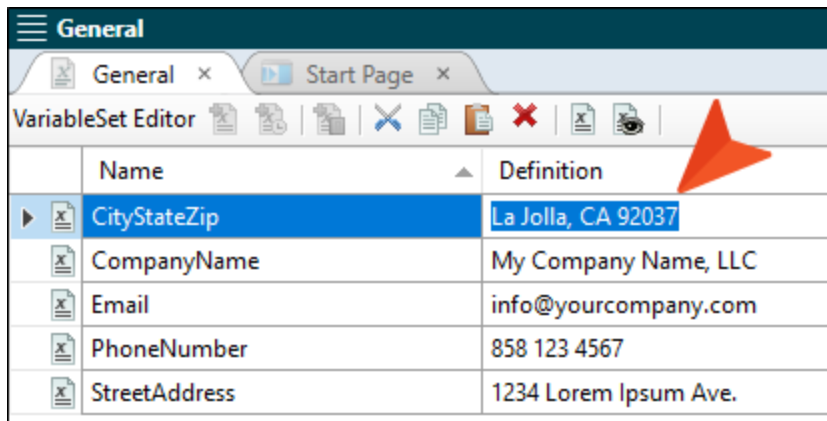 General
General × Start Page ×
VariableSet Editor
Name Definition
CityStateZip La Jolla, CA 92037
CompanyName My Company Name, LLC
Email info@yourcompany.com
PhoneNumber 858 123 4567
StreetAddress 1234 Lorem Ipsum Ave.